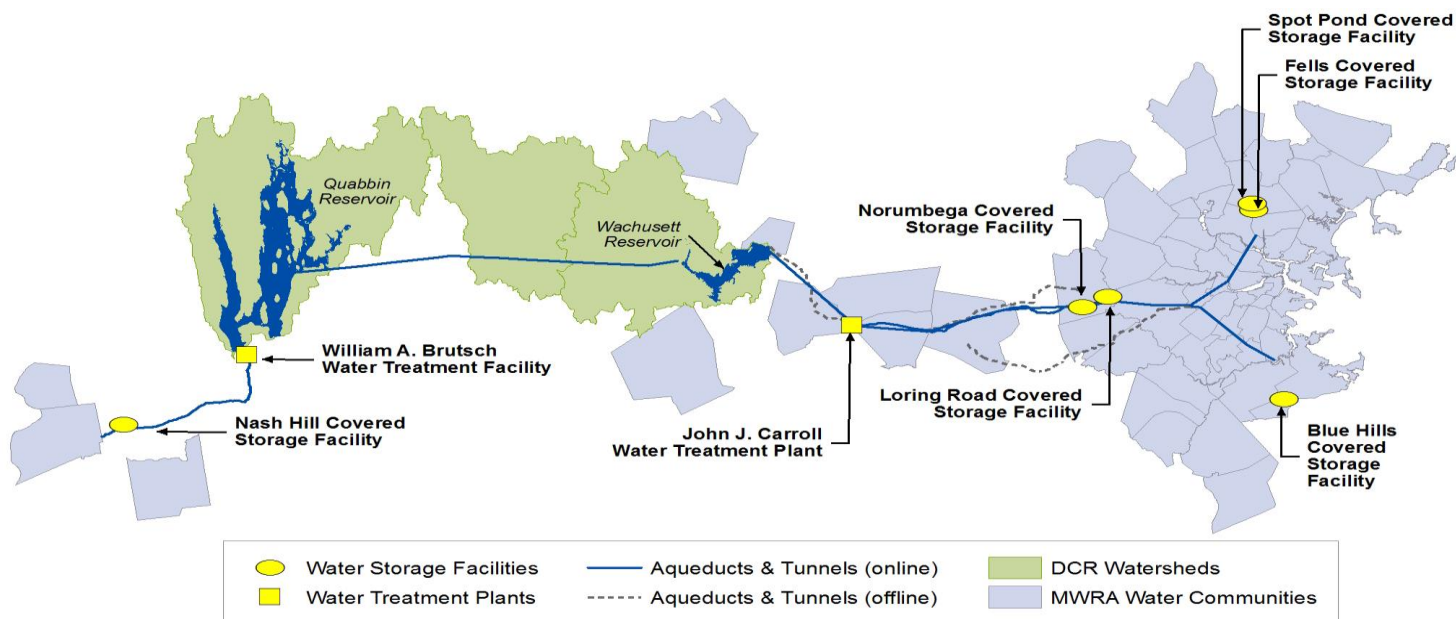 Spot Pond Covered
Storage Facility
Fells Covered
Storage Facility
Quabbin
Reservoir
Wachusett
Reservoir
Norumbega Covered
Storage Facility
William A. Brutsch
Water Treatment Facility
Nash Hill Covered
Storage Facility
John J. Carroll
Water Treatment Plant
Loring Road Covered
Storage Facility
Blue Hills
Covered
Storage
Facility
Water Storage Facilities
Aqueducts & Tunnels (online)
DCR Watersheds
Water Treatment Plants
Aqueducts & Tunnels (offline)
MWRA Water Communities